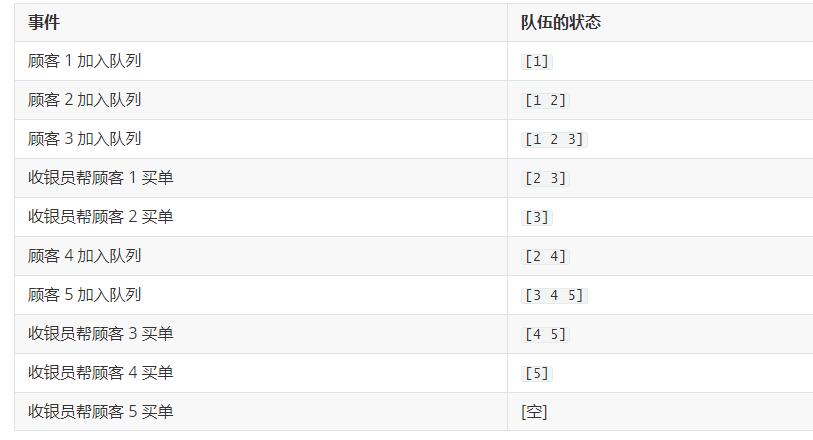 事件 队伍的状态
顾客 1 加入队列 [1]
顾客 2 加入队列 [1 2]
顾客 3 加入队列 [1 2 3]
收银员帮顾客 1 买单 [2 3]
收银员帮顾客 2 买单 [3]
顾客 4 加入队列 [2 4]
顾客 5 加入队列 [3 4 5]
收银员帮顾客 3 买单 [4 5]
收银员帮顾客 4 买单 [5]
收银员帮顾客 5 买单 [空]